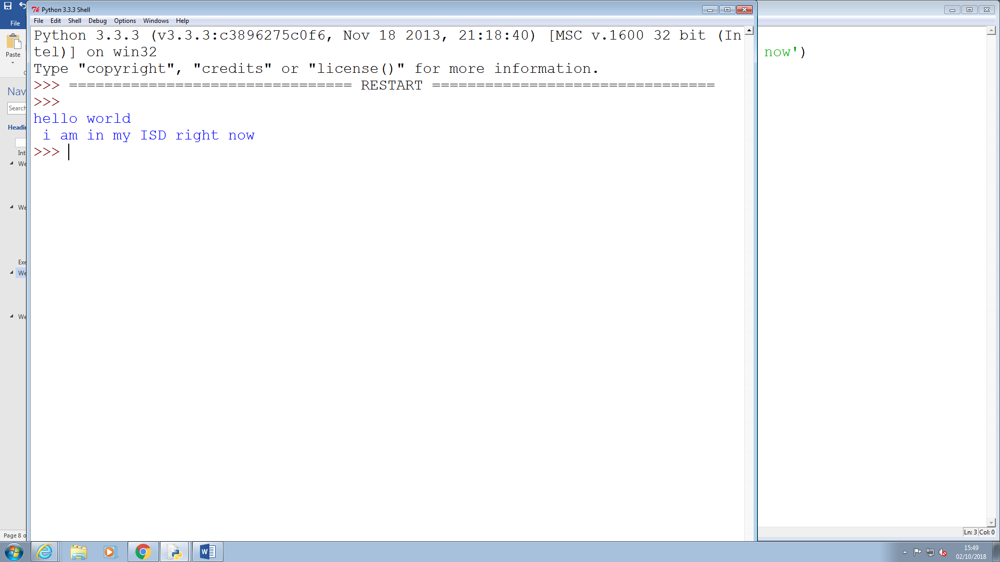 Python 3.3.3 Shell
File Edit Shell Debug Options Windows Help
Python 3.3.3 (v3.3.3:c3896275c0f6, Nov 18 2013, 21:18:40) [MSC v.1600 32 bit (In
tel)] on win32
Type "copyright", "credits" or "license()" for more information.
>>> ================================ RESTART ================================
>>>
hello world
 i am in my ISD right now
>>>
now')
Ln: 3 Col: 0
File
Paste
Nav
Search
Headin
Int
We
We
Exe
We
We
Page 8 o
15:49
02/10/2018